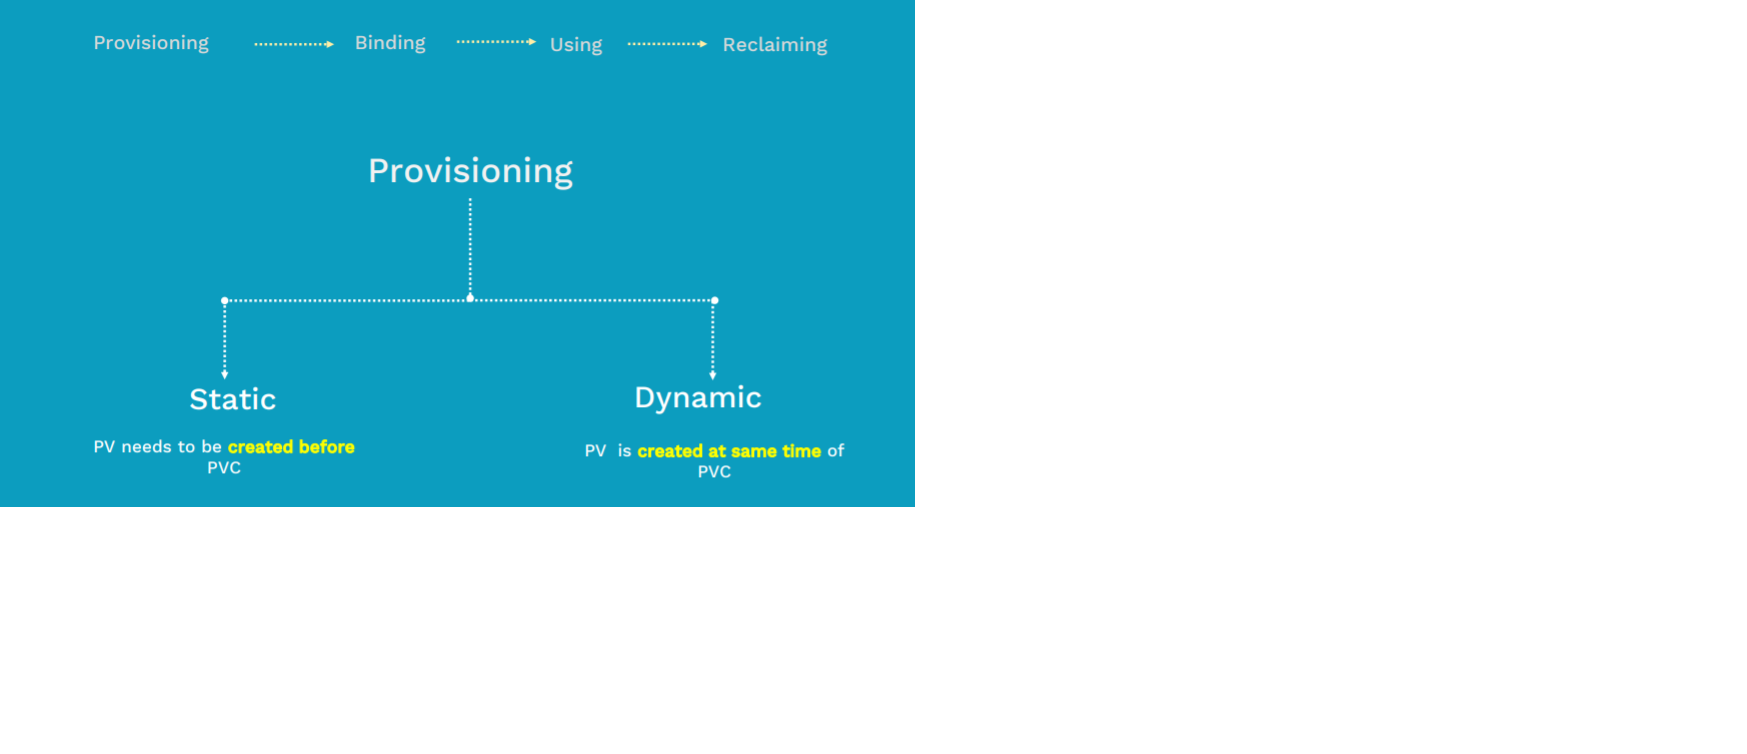 Provisioning Binding Using Reclaiming
Provisioning
Static
Dynamic
PV needs to be created before
PVC
PV is created at same time of
PVC